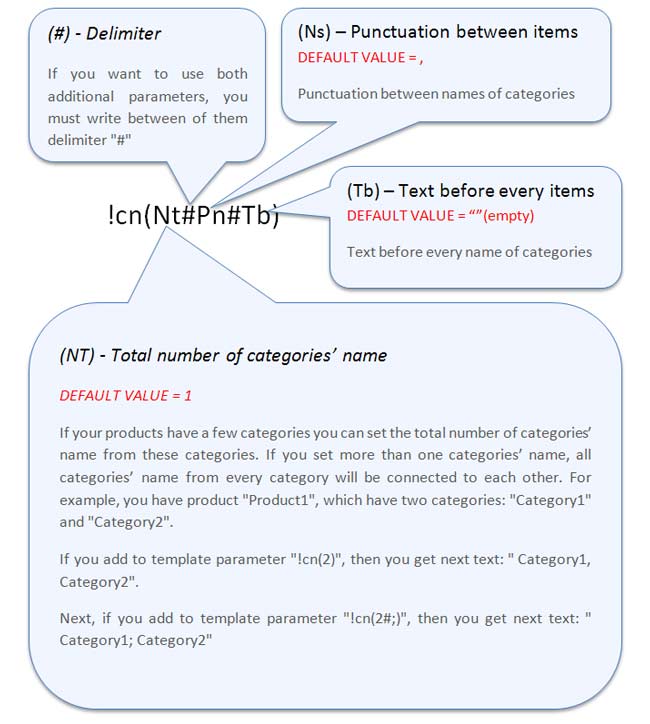 (#) - Delimiter
If you want to use both
additional parameters, you
must write between of them
delimiter "#"
(Ns) – Punctuation between items
DEFAULT VALUE = ,
Punctuation between names of categories
(Tb) – Text before every items
DEFAULT VALUE = “”(empty)
Text before every name of categories
!cn(Nt#Pn#Tb)
(NT) - Total number of categories’ name
DEFAULT VALUE = 1
If your products have a few categories you can set the total number of categories’
name from these categories. If you set more than one categories’ name, all
categories’ name from every category will be connected to each other. For
example, you have product "Product1", which have two categories: "Category1"
and "Category2".
If you add to template parameter "!cn(2)", then you get next text: " Category1,
Category2".
Next, if you add to template parameter "!cn(2#;)", then you get next text: "
Category1; Category2"